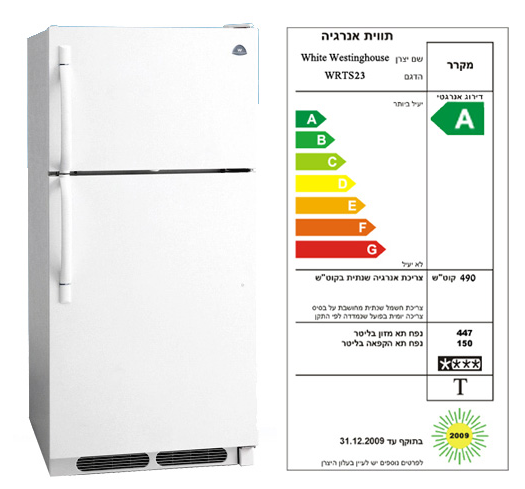 תווית אנרגיה
מקרר
שם יצרן White Westinghouse
הדגם WRTS23
דירוג אנרגטי
יעיל ביותר
A
A
B
C
D
E
F
G
לא יעיל
צריכת אנרגיה שנתית בקוט"ש 490 קוט"ש
צריכת חשמל שנתית מחושבת על בסיס
צריכה יומית בפועל שנמדדה לפי התקן
נפח תא מזון בליטר 447
נפח תא הקפאה בליטר 150
****
T
בתוקף עד 31.12.2009
2009
לפרטים נוספים יש לעיין בעלון היצרן